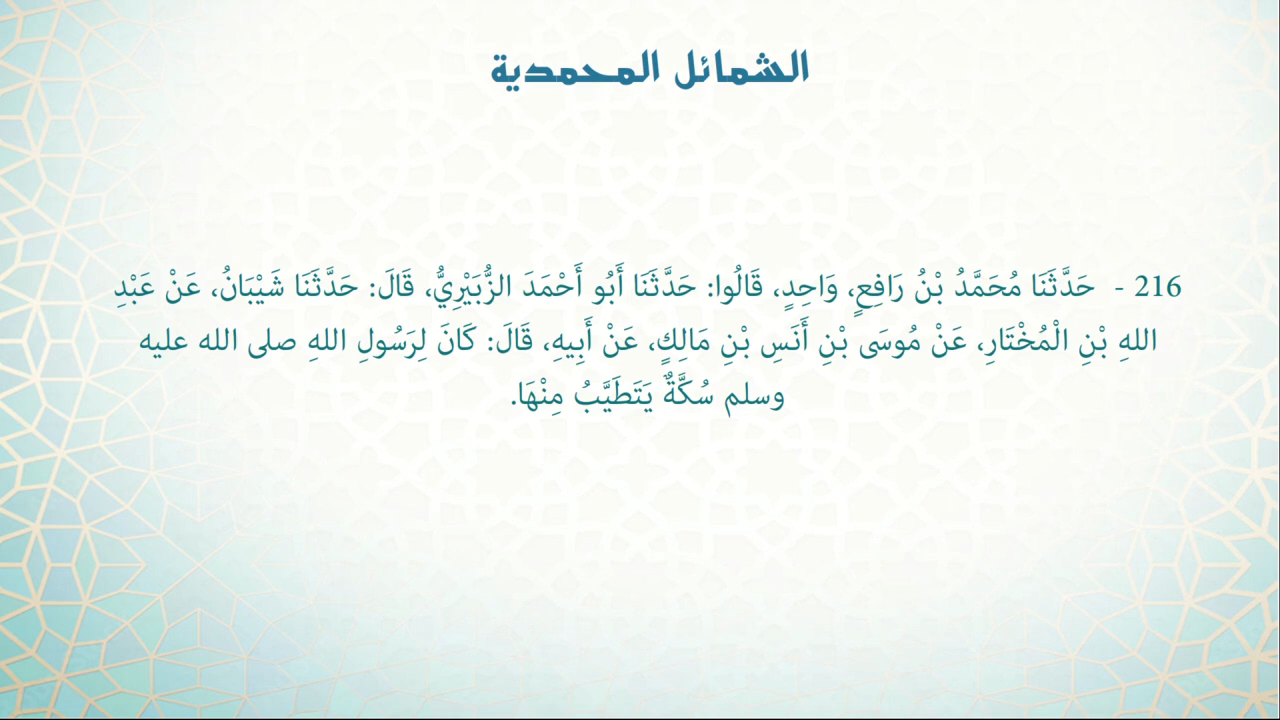 الشمائل المحمدية
216 - حَدَّثَنَا مُحَمَّدُ بْنُ رَافِعٍ، وَاحِدٍ، قَالُوا: حَدَّثَنَا أَبُو أَحْمَدَ الزُّبَيْرِيُّ، قَالَ: حَدَّثَنَا شَيْبَانُ، عَنْ عَبْدِ
اللهِ بْنِ الْمُخْتَارِ، عَنْ مُوسَى بْنِ أَنَسِ بْنِ مَالِكٍ، عَنْ أَبِيهِ، قَالَ: كَانَ لِرَسُولِ اللهِ صلى الله عليه
وسلم سُكَّةٌ يَتَطَيَّبُ مِنْهَا.